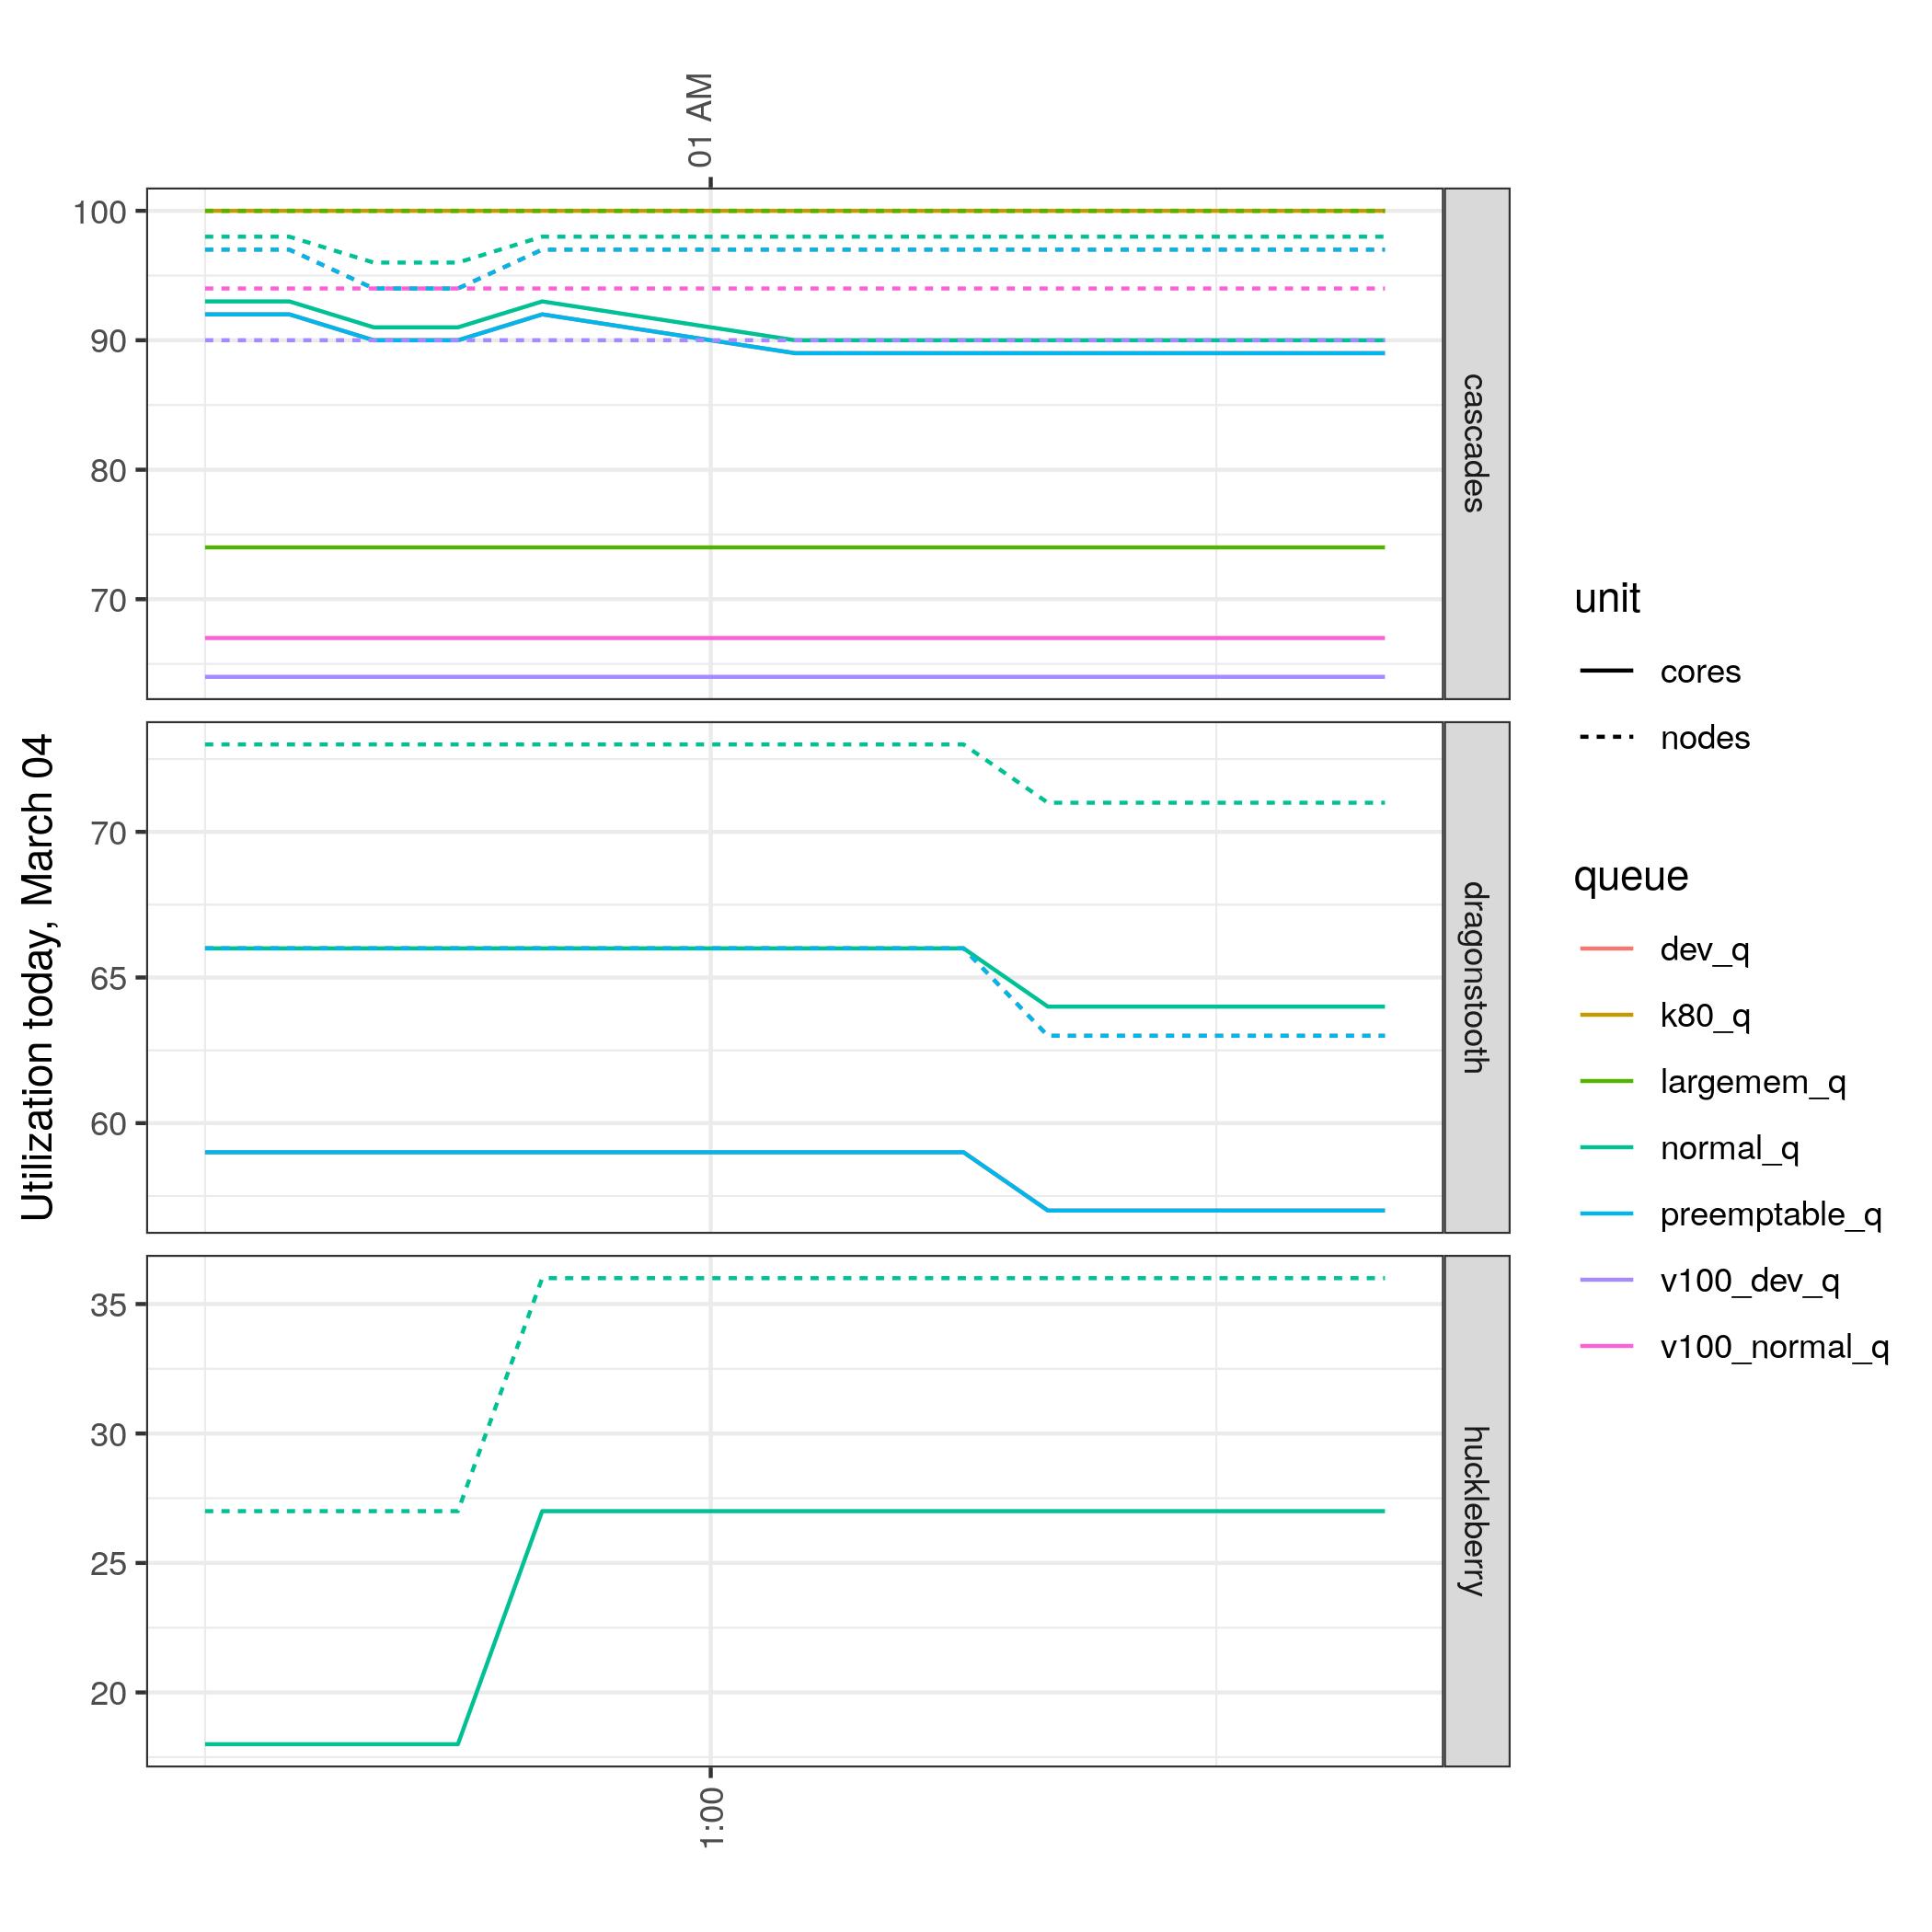 01 AM
Utilization today, March 04
100
90
80
70
cascades
70
65
60
dragonstooth
35
30
25
20
huckleberry
1:00
unit
cores
nodes
queue
dev_q
k80_q
largemem_q
normal_q
preemptable_q
v100_dev_q
v100_normal_q